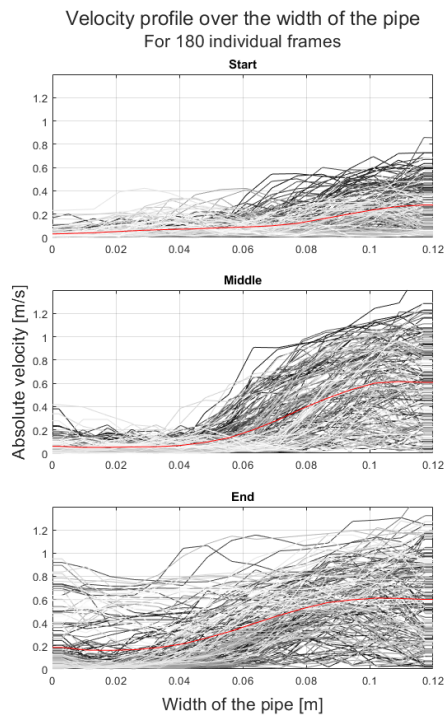 Velocity profile over the width of the pipe
For 180 individual frames
Start
1.2
1
0.8
0.6
0.4
0.2
0
0 0.02 0.04 0.06 0.08 0.1 0.12
Middle
Absolute velocity [m/s]
1.2
1
0.8
0.6
0.4
0.2
0
0 0.02 0.04 0.06 0.08 0.1 0.12
End
1.2
1
0.8
0.6
0.4
0.2
0
0 0.02 0.04 0.06 0.08 0.1 0.12
Width of the pipe [m]